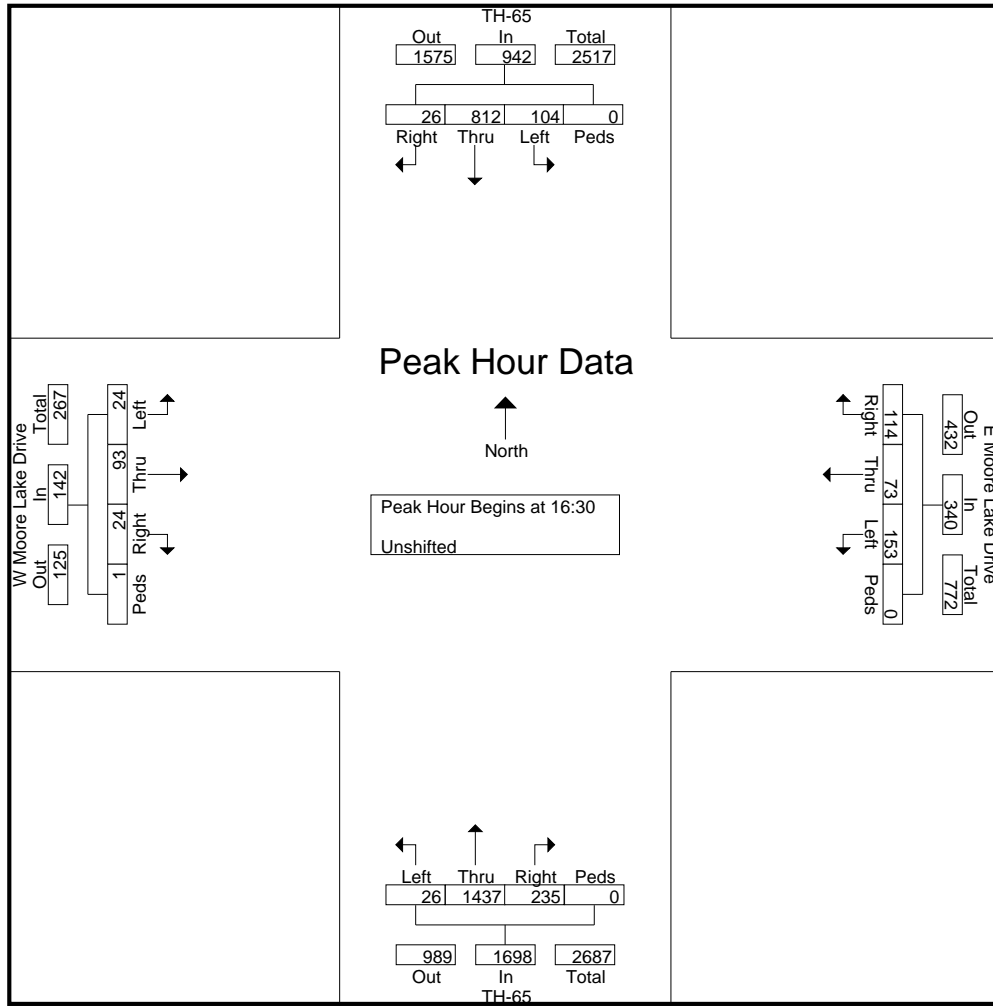 TH-65
Out In Total
1575 942 2517
26 812 104 0
Right Thru Left Peds
Peak Hour Data
North
Peak Hour Begins at 16:30
Unshifted
W Moore Lake Drive
Out In Total
125 142 267
24 93 24 1
Left Thru Right Peds
E Moore Lake Drive
Out In Total
432 340 772
114 73 153 0
Right Thru Left Peds
Left Thru Right Peds
26 1437 235 0
989 1698 2687
Out In Total
TH-65